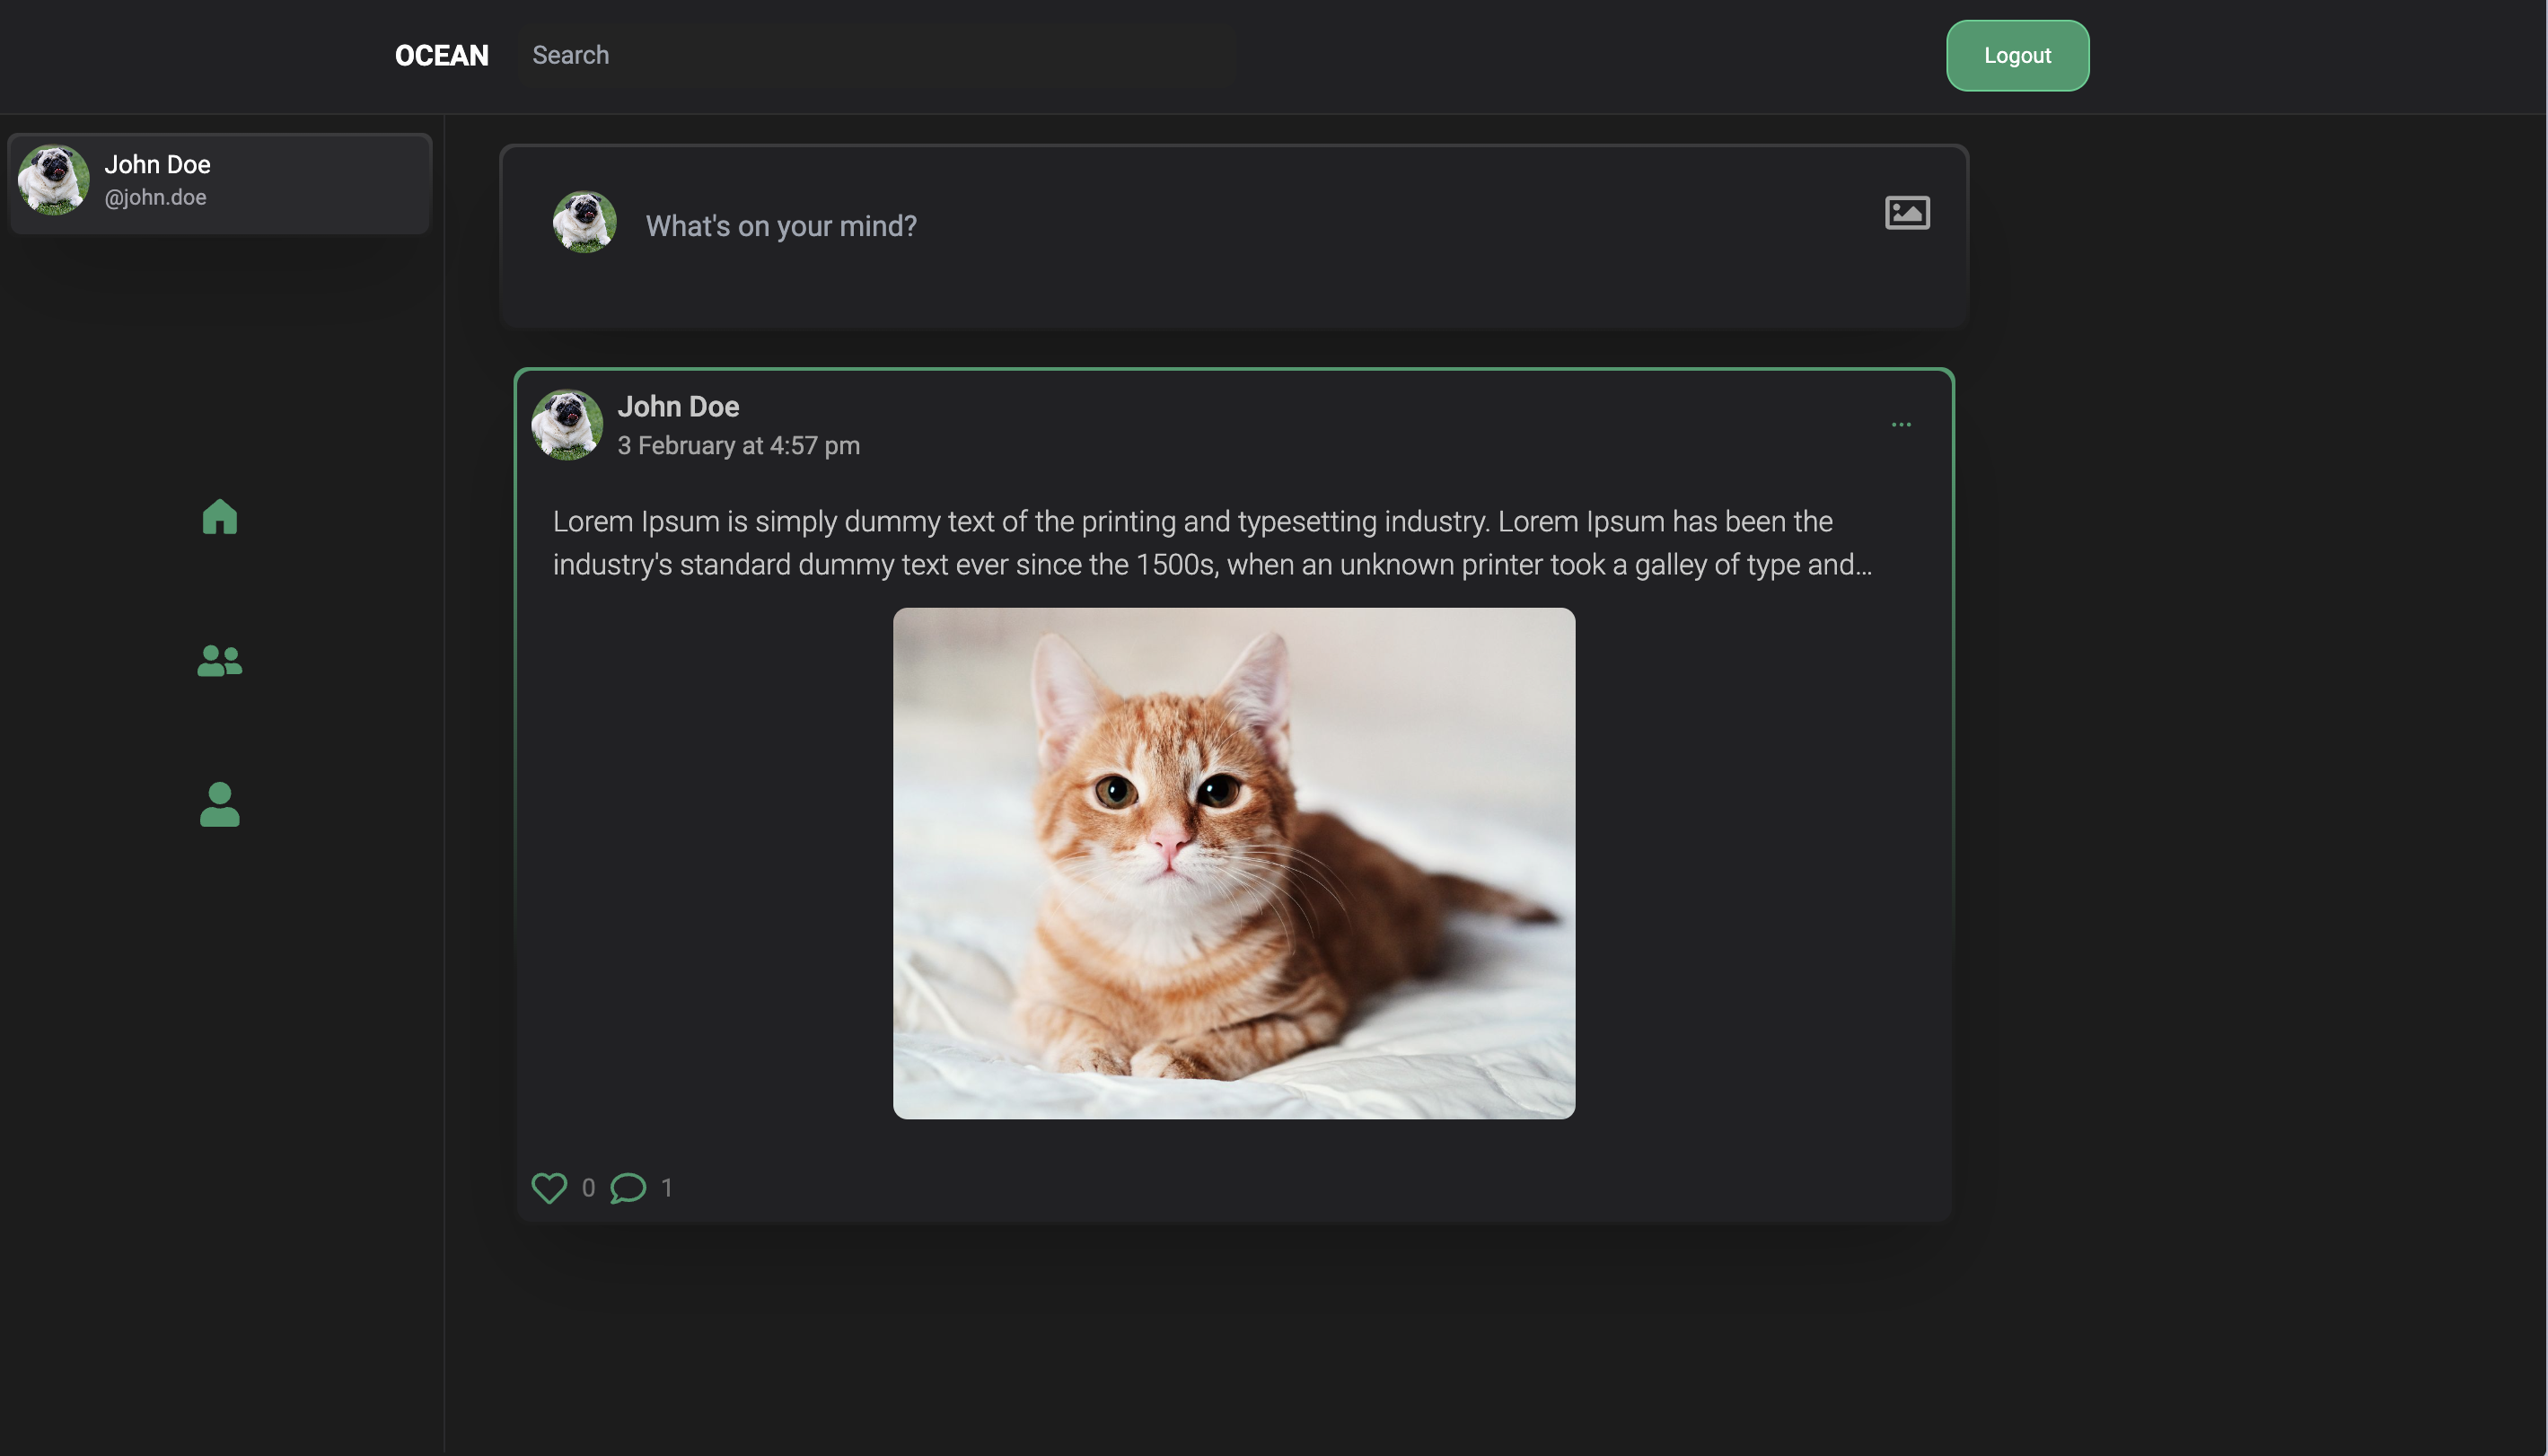 OCEAN
Search
Logout
John Doe
@john.doe
What's on your mind?
John Doe
3 February at 4:57 pm
Lorem Ipsum is simply dummy text of the printing and typesetting industry. Lorem Ipsum has been the
industry's standard dummy text ever since the 1500s, when an unknown printer took a galley of type and...
0 1